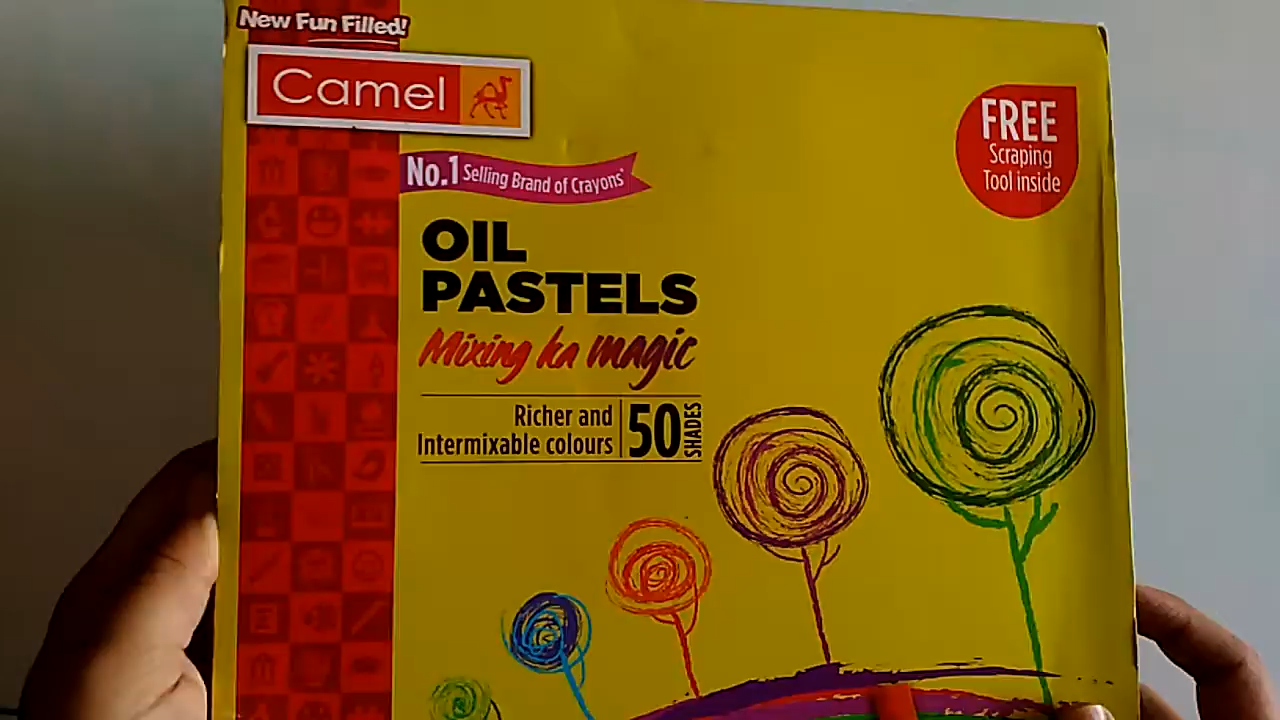 New Fun Filled!
Camel
No.1 Selling Brand of Crayons*
FREE
Scraping
Tool inside
OIL
PASTELS
Mixing ka magic
Richer and
Intermixable colours
50 SHADES